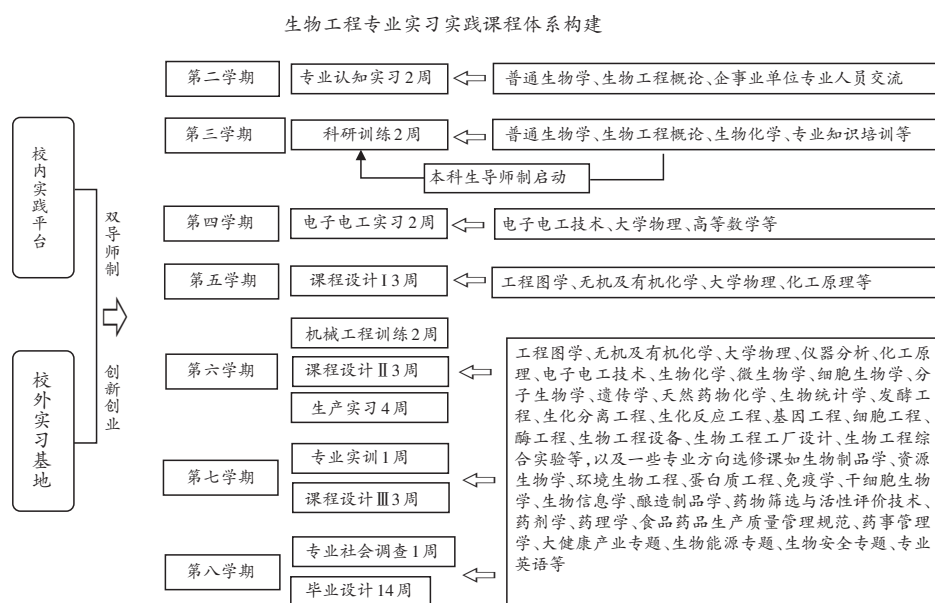 生物工程专业实习实践课程体系构建
第二学期
专业认知实习2周
普通生物学、生物工程概论、企事业单位专业人员交流
第三学期
科研训练2周
普通生物学、生物工程概论、生物化学、专业知识培训等
本科生导师制启动
第四学期
电子电工实习2周
电子电工技术、大学物理、高等数学等
第五学期
课程设计Ⅰ3周
工程图学、无机及有机化学、大学物理、化工原理等
校内实践平台
双导师制
创新创业
校外实习基地
第六学期
机械工程训练2周
课程设计Ⅱ3周
生产实习4周
第七学期
专业实训1周
课程设计Ⅲ3周
第八学期
专业社会调查1周
毕业设计14周
工程图学、无机及有机化学、大学物理、仪器分析、化工原
理、电子电工技术、生物化学、微生物学、细胞生物学、分
子生物学、遗传学、天然药物化学、生物统计学、发酵工
程、生化分离工程、生化反应工程、基因工程、细胞工程、
酶工程、生物工程设备、生物工程工厂设计、生物工程综
合实验等,以及一些专业方向选修课如生物制品学、资源
生物学、环境生物工程、蛋白质工程、免疫学、干细胞生物
学、生物信息学、酿造制品学、药物筛选与活性评价技术、
药剂学、药理学、食品药品生产质量管理规范、药事管理
学、大健康产业专题、生物能源专题、生物安全专题、专业
英语等